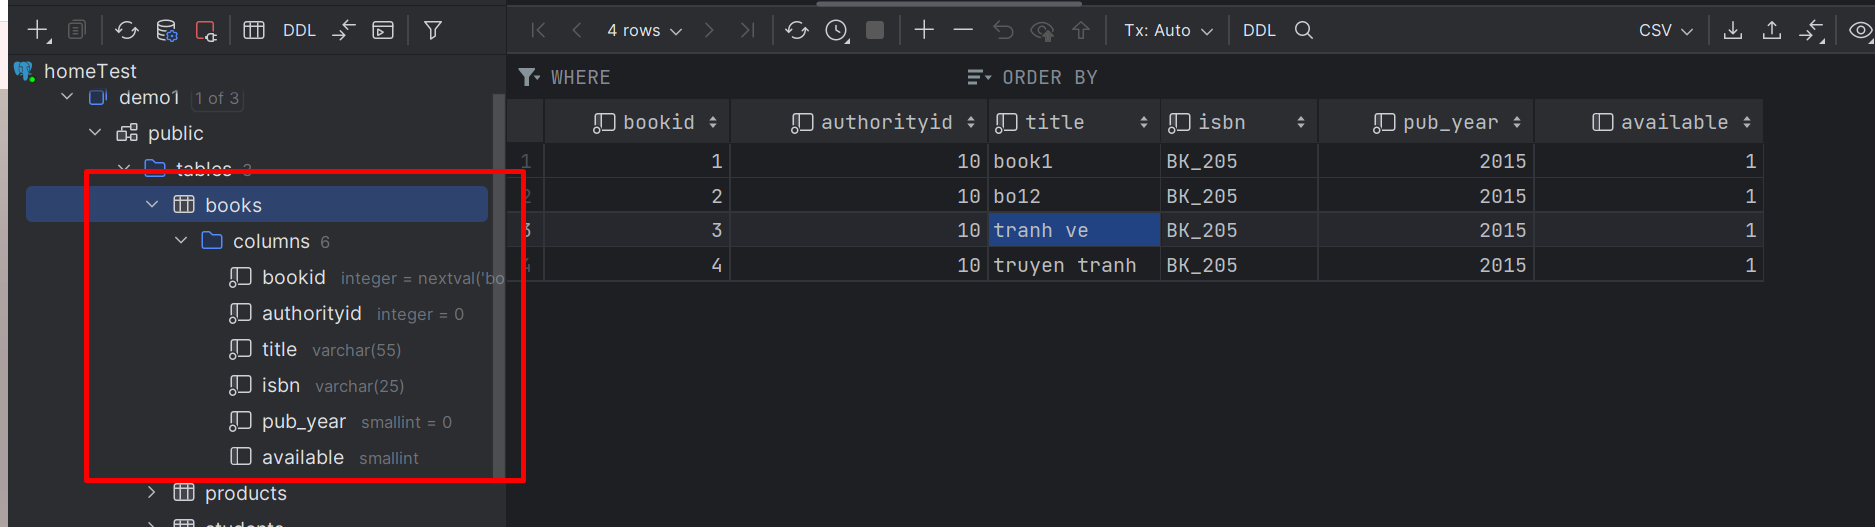 DDL
4 rows
Tx: Auto
DDL
CSV
homeTest
demo1 1 of 3
public
tables 3
books
columns 6
bookid integer = nextval('bo
authorityid integer = 0
title varchar(55)
isbn varchar(25)
pub_year smallint = 0
available smallint
products
students
WHERE
ORDER BY
bookid authorityid title isbn pub_year available
1 1 10 book1 BK_205 2015 1
2 2 10 bo12 BK_205 2015 1
3 3 10 tranh ve BK_205 2015 1
4 4 10 truyen tranh BK_205 2015 1